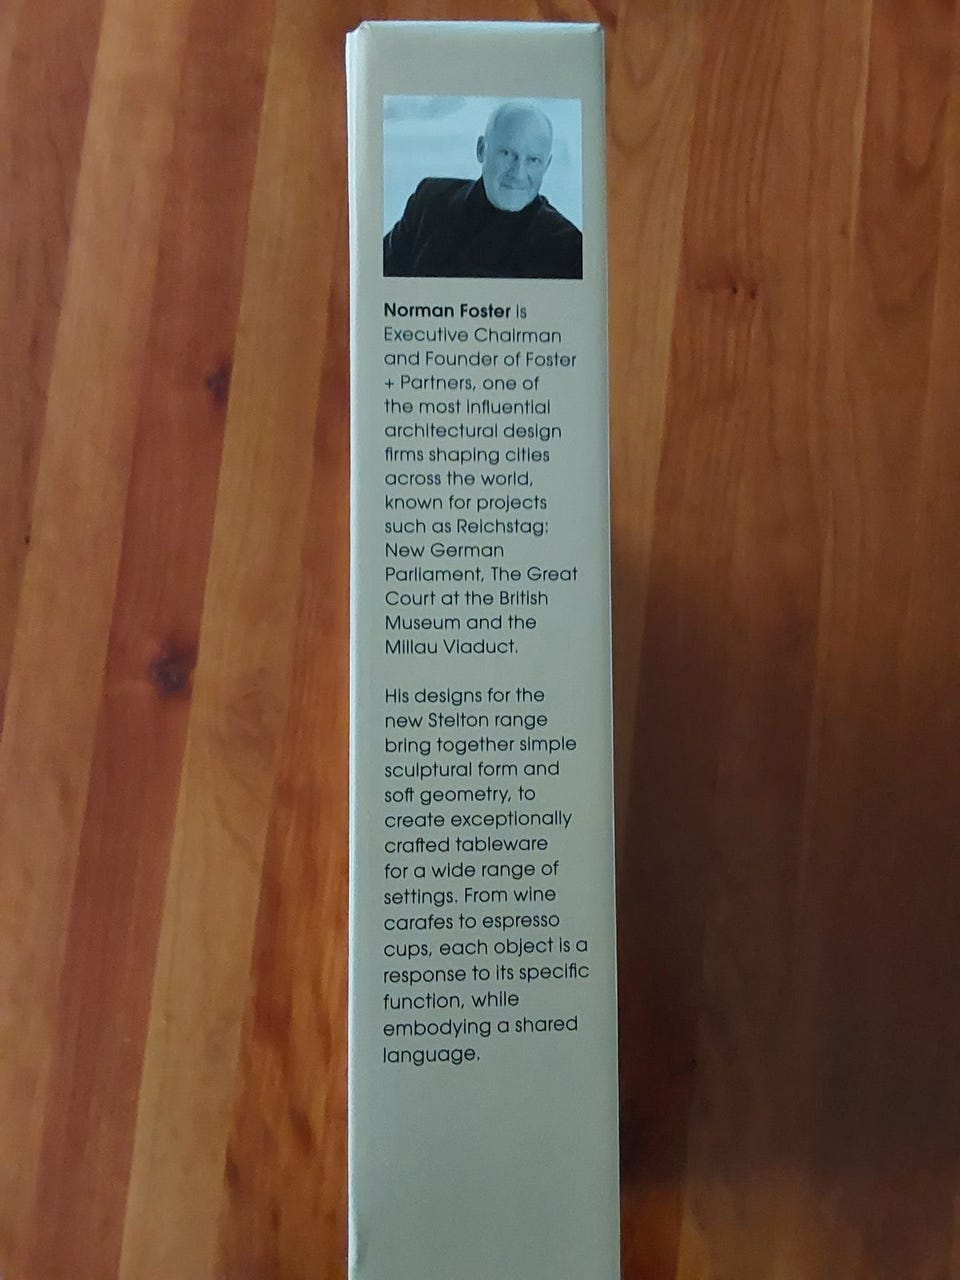 Norman Foster is
Executive Chairman
and Founder of Foster
+ Partners, one of
the most influential
architectural design
firms shaping cities
across the world,
known for projects
such as Reichstag:
New German
Parliament, The Great
Court at the British
Museum and the
Millau Viaduct.
His designs for the
new Stelton range
bring together simple
sculptural form and
soft geometry, to
create exceptionally
crafted tableware
for a wide range of
settings. From wine
carafes to espresso
cups, each object is a
response to its specific
function, while
embodying a shared
language.